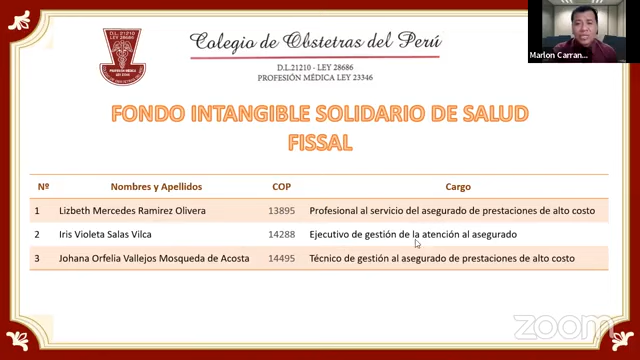 D.L. 21210
LEY 28686
Colegio de Obstetras del Perú
D.L.21210 - LEY 28686
PROFESIÓN MÉDICA LEY 23346
Marlon Carran...
FONDO INTANGIBLE SOLIDARIO DE SALUD
FISSAL
Nº Nombres y Apellidos COP Cargo
1 Lizbeth Mercedes Ramirez Olivera 13895 Profesional al servicio del asegurado de prestaciones de alto costo
2 Iris Violeta Salas Vilca 14288 Ejecutivo de gestión de la atención al asegurado
3 Johana Orfelia Vallejos Mosqueda de Acosta 14495 Técnico de gestión al asegurado de prestaciones de alto costo
zoom